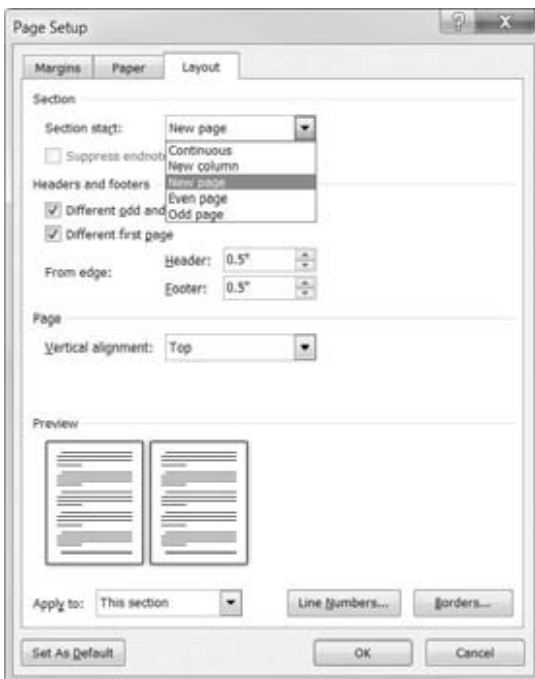 Page Setup
Margins Paper Layout
Section
Section start: New page
Suppress
Continuous
New column
New page
Even page
Odd page
Headers and footers
Different odd and
Different first page
From edge:
Header: 0.5"
Footer: 0.5"
Page
Vertical alignment: Top
Preview
Apply to: This section
Line Numbers... Borders...
Set As Default OK Cancel